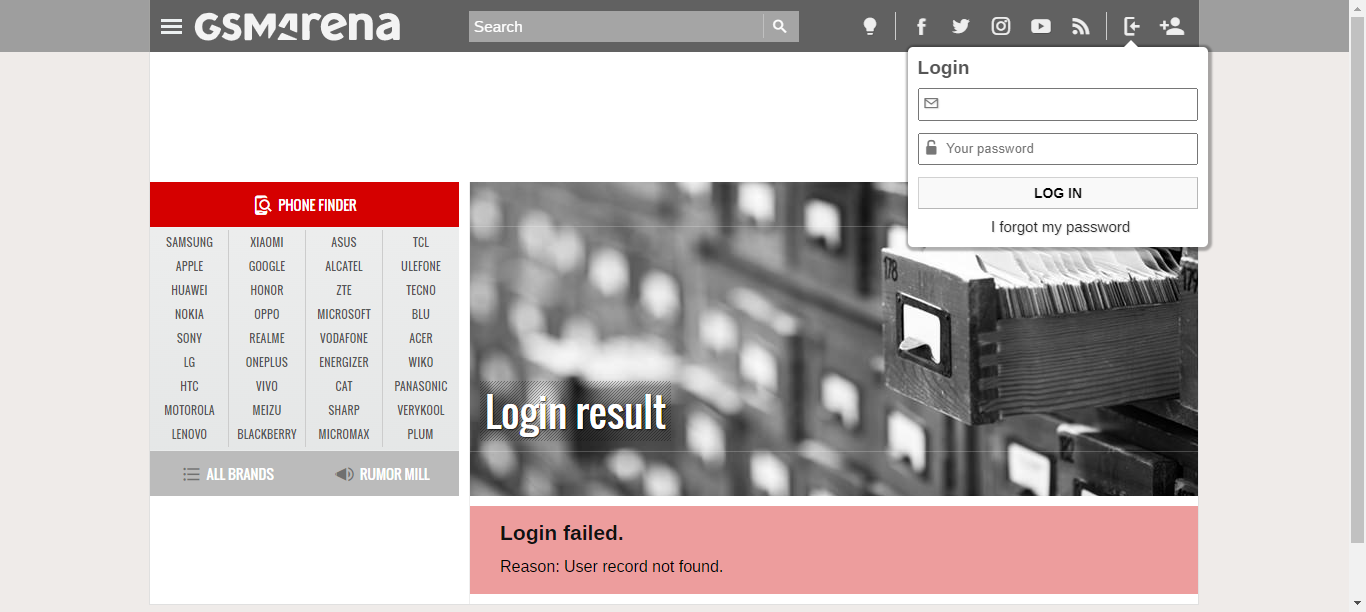 GSMArena
Search
Login
Your password
LOG IN
I forgot my password
PHONE FINDER
SAMSUNG XIAOMI ASUS TCL
APPLE GOOGLE ALCATEL ULEFONE
HUAWEI HONOR ZTE TECNO
NOKIA OPPO MICROSOFT BLU
SONY REALME VODAFONE ACER
LG ONEPLUS ENERGIZER WIKO
HTC VIVO CAT PANASONIC
MOTOROLA MEIZU SHARP VERYKOOL
LENOVO BLACKBERRY MICROMAX PLUM
ALL BRANDS RUMOR MILL
178
Login result
Login failed.
Reason: User record not found.